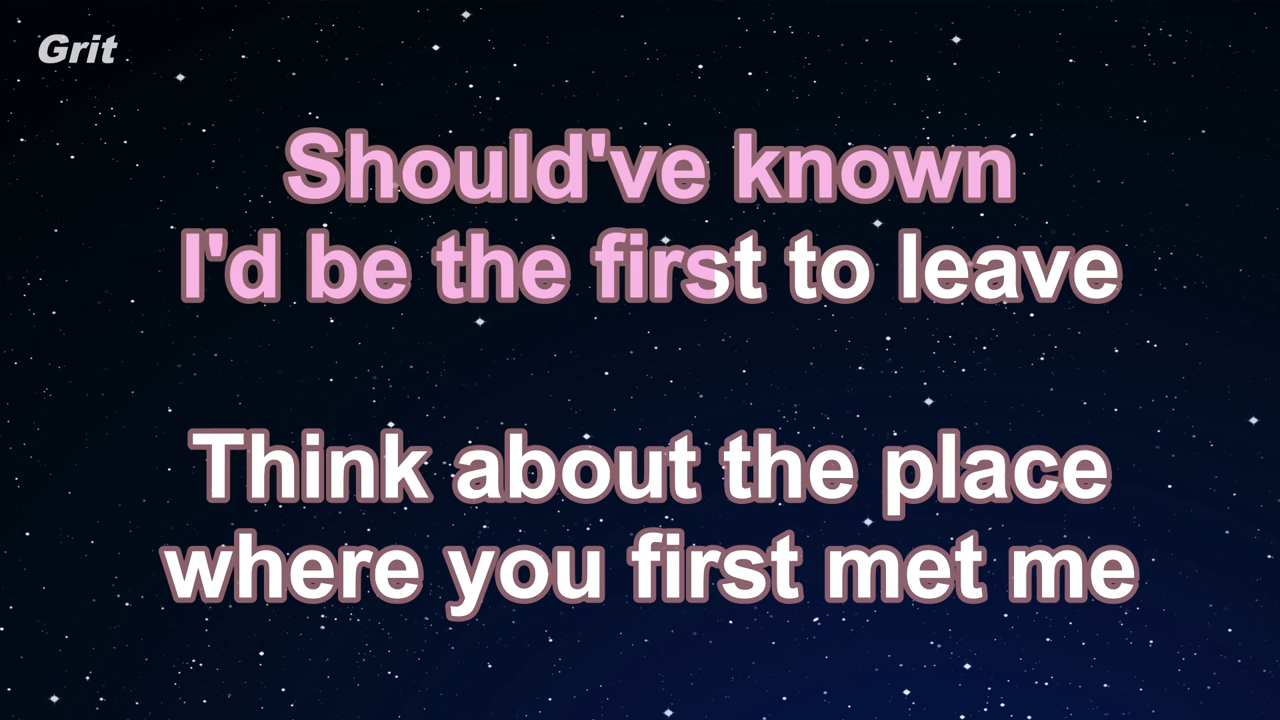 Grit
Should've known
I'd be the first to leave
Think about the place
where you first met me